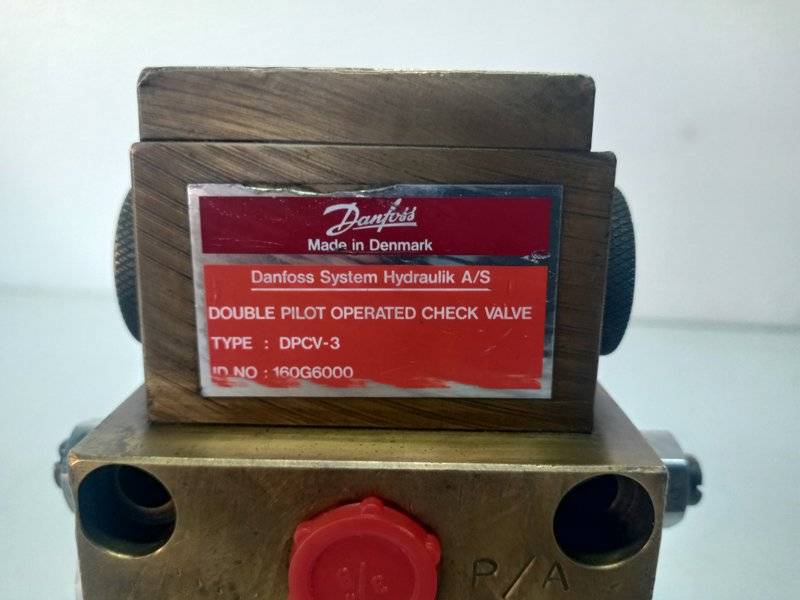 Danfoss
Made in Denmark
Danfoss System Hydraulik A/S
DOUBLE PILOT OPERATED CHECK VALVE
TYPE : DPCV-3
ID NO : 160G6000
P/A